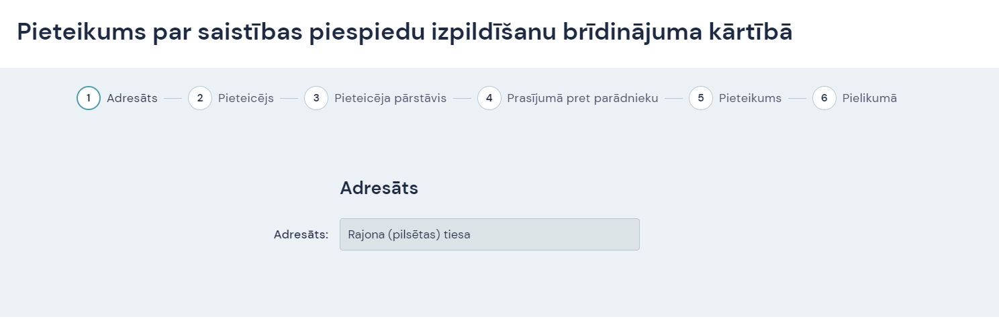 Pieteikums par saistības piespiedu izpildīšanu brīdinājuma kārtībā
1 Adresāts 2 Pieteicējs 3 Pieteicēja pārstāvis 4 Prasījumā pret parādnieku 5 Pieteikums 6 Pielikumā
Adresāts
Adresāts: Rajona (pilsētas) tiesa